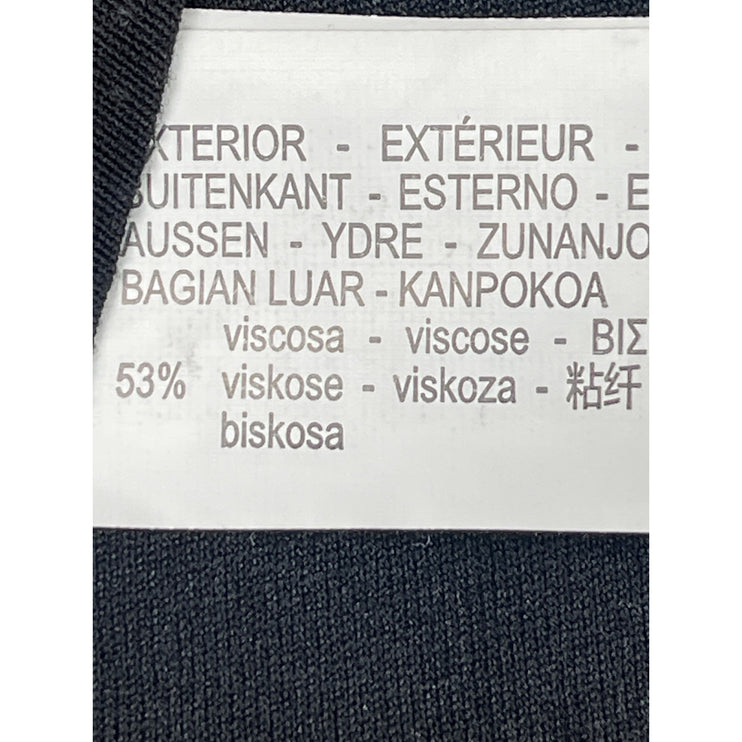 XTERIOR - EXTÉRIEUR -
BUITENKANT - ESTERNO - E
AUSSEN - YDRE - ZUNANJO
BAGIAN LUAR - KANPOKOA
viscosa - viscose - ΒΙΣ
53% viskose - viskoza - 粘纤
biskosa